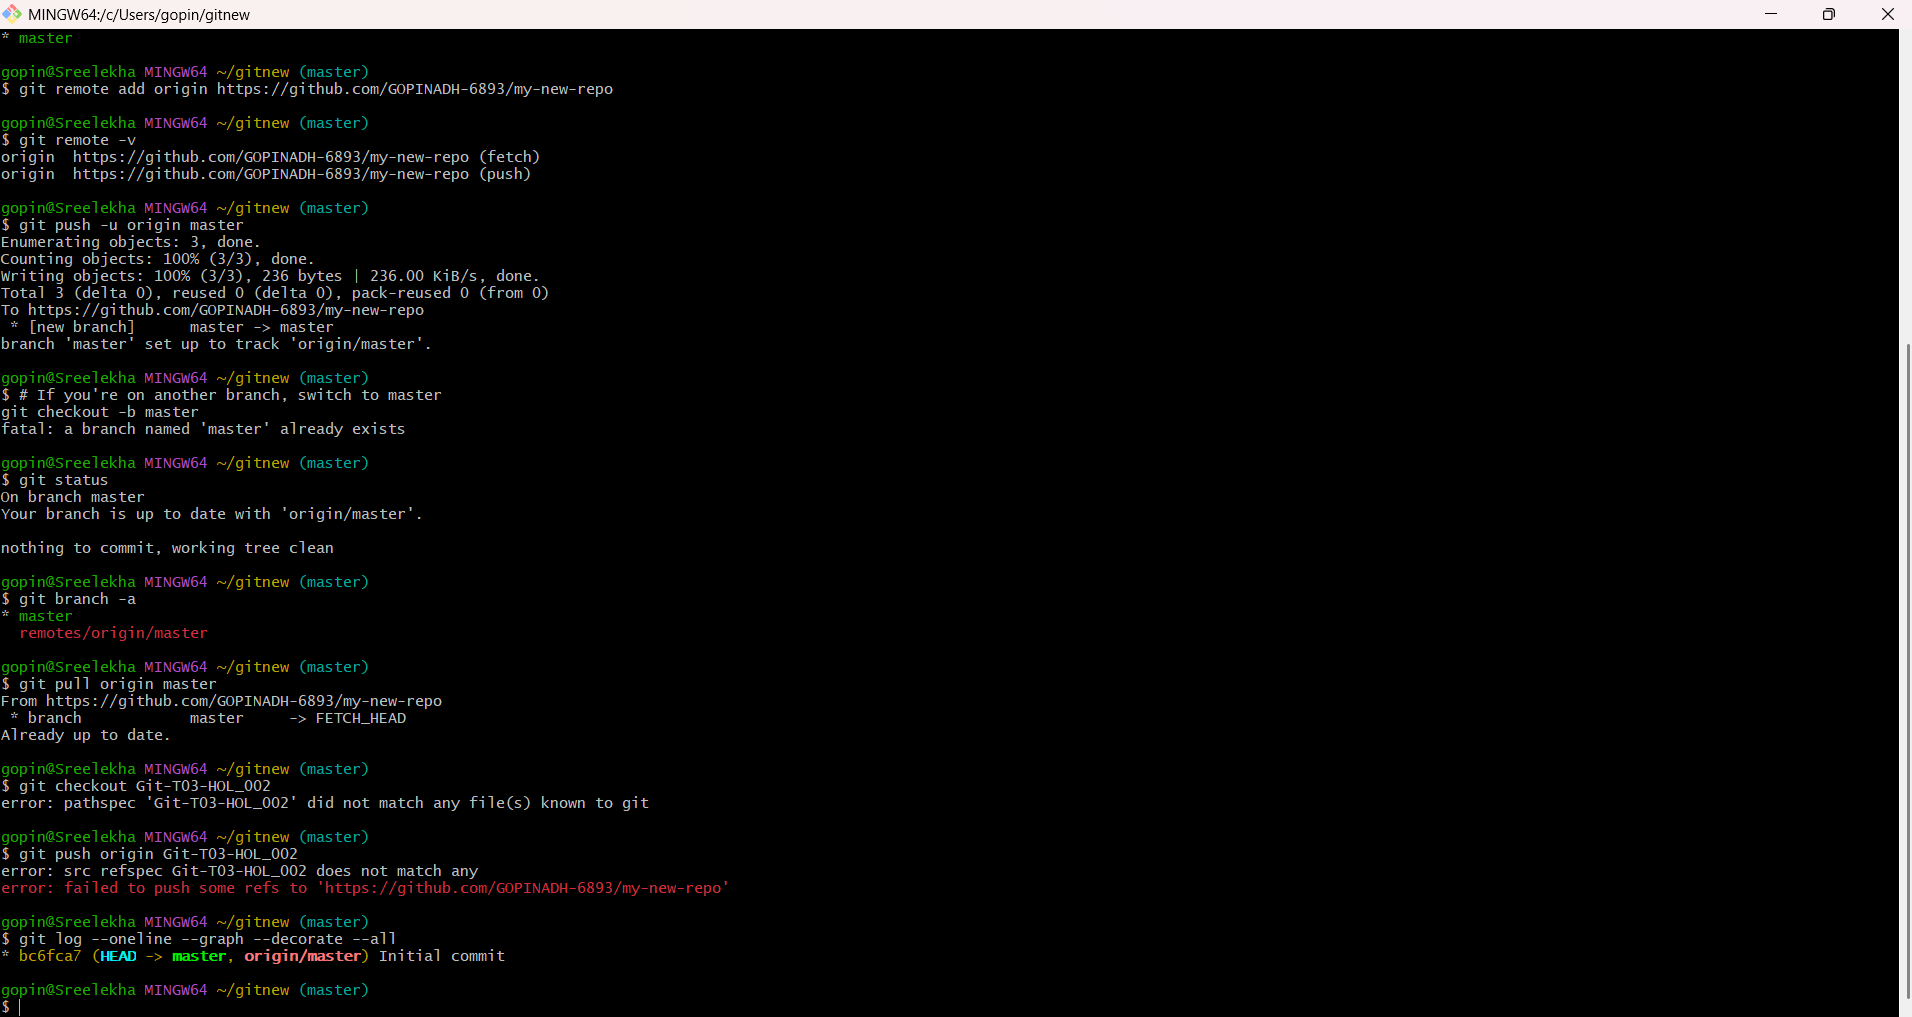 MINGW64:/c/Users/gopin/gitnew
* master
gopin@Sreelekha MINGW64 ~/gitnew (master)
$ git remote add origin https://github.com/GOPINADH-6893/my-new-repo
gopin@Sreelekha MINGW64 ~/gitnew (master)
$ git remote -v
origin  https://github.com/GOPINADH-6893/my-new-repo (fetch)
origin  https://github.com/GOPINADH-6893/my-new-repo (push)
gopin@Sreelekha MINGW64 ~/gitnew (master)
$ git push -u origin master
Enumerating objects: 3, done.
Counting objects: 100% (3/3), done.
Writing objects: 100% (3/3), 236 bytes | 236.00 KiB/s, done.
Total 3 (delta 0), reused 0 (delta 0), pack-reused 0 (from 0)
To https://github.com/GOPINADH-6893/my-new-repo
 * [new branch]      master -> master
branch 'master' set up to track 'origin/master'.
gopin@Sreelekha MINGW64 ~/gitnew (master)
$ # If you're on another branch, switch to master
git checkout -b master
fatal: a branch named 'master' already exists
gopin@Sreelekha MINGW64 ~/gitnew (master)
$ git status
On branch master
Your branch is up to date with 'origin/master'.
nothing to commit, working tree clean
gopin@Sreelekha MINGW64 ~/gitnew (master)
$ git branch -a
* master
  remotes/origin/master
gopin@Sreelekha MINGW64 ~/gitnew (master)
$ git pull origin master
From https://github.com/GOPINADH-6893/my-new-repo
 * branch            master     -> FETCH_HEAD
Already up to date.
gopin@Sreelekha MINGW64 ~/gitnew (master)
$ git checkout Git-T03-HOL_002
error: pathspec 'Git-T03-HOL_002' did not match any file(s) known to git
gopin@Sreelekha MINGW64 ~/gitnew (master)
$ git push origin Git-T03-HOL_002
error: src refspec Git-T03-HOL_002 does not match any
error: failed to push some refs to 'https://github.com/GOPINADH-6893/my-new-repo'
gopin@Sreelekha MINGW64 ~/gitnew (master)
$ git log --oneline --graph --decorate --all
* bc6fca7 (HEAD -> master, origin/master) Initial commit
gopin@Sreelekha MINGW64 ~/gitnew (master)
$